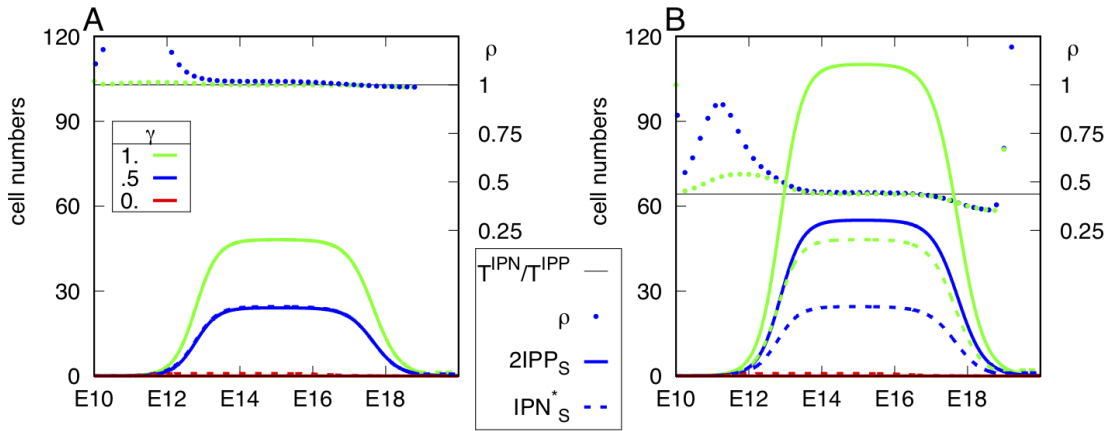 A
B
120
90
60
30
0
cell numbers
ρ
1
0.75
0.5
0.25
γ
1.
.5
0.
E10 E12 E14 E16 E18
T^IPN/T^IPP
ρ
2IPP_S
IPN*_S
120
90
60
30
0
cell numbers
ρ
1
0.75
0.5
0.25
E10 E12 E14 E16 E18